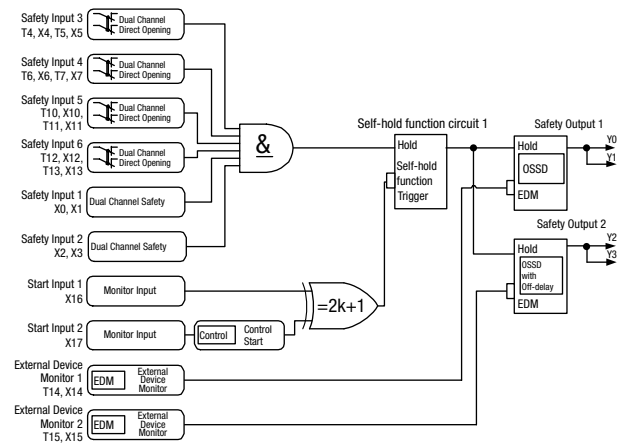 Safety Input 3
T4, X4, T5, X5
Dual Channel
Direct Opening
Safety Input 4
T6, X6, T7, X7
Dual Channel
Direct Opening
Safety Input 5
T10, X10,
T11, X11
Dual Channel
Direct Opening
Safety Input 6
T12, X12,
T13, X13
Dual Channel
Direct Opening
Safety Input 1
X0, X1
Dual Channel Safety
Safety Input 2
X2, X3
Dual Channel Safety
Start Input 1
X16
Monitor Input
Start Input 2
X17
Monitor Input
Control
Control
Start
External Device
Monitor 1
T14, X14
EDM
External
Device
Monitor
External Device
Monitor 2
T15, X15
EDM
External
Device
Monitor
&
=2k+1
Self-hold function circuit 1
Hold
Self-hold
function
Trigger
Safety Output 1
Hold
OSSD
EDM
Y0
Y1
Safety Output 2
Hold
OSSD
with
Off-delay
EDM
Y2
Y3